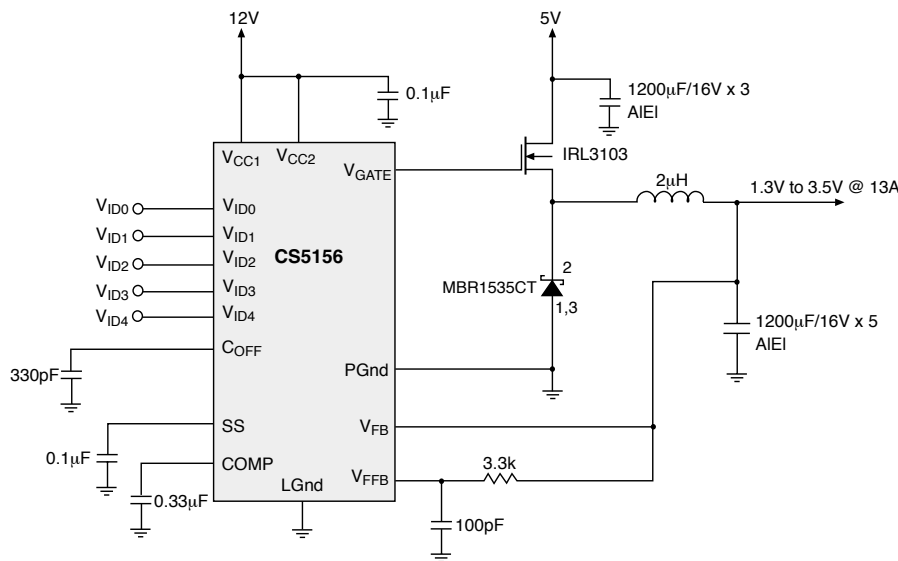 12V
5V
0.1μF
1200μF/16V x 3
AlEl
VCC1
VCC2
VGATE
IRL3103
2μH
1.3V to 3.5V @ 13A
VID0
VID0
VID1
VID1
CS5156
VID2
VID2
VID3
VID3
VID4
VID4
MBR1535CT
2
1,3
1200μF/16V x 5
AlEl
COFF
330pF
PGnd
SS
VFB
0.1μF
COMP
3.3k
VFFB
LGnd
0.33μF
100pF